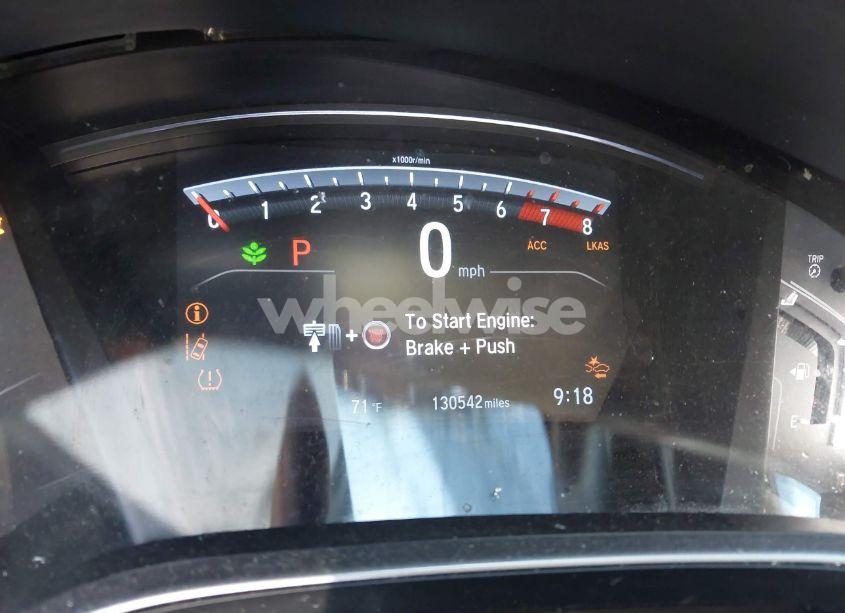 x1000r/min
0 1 2 3 4 5 6 7 8
P
0 mph
ACC LKAS
TRIP
wheelwise
To Start Engine:
Brake + Push
71°F
130542 miles
9:18
E